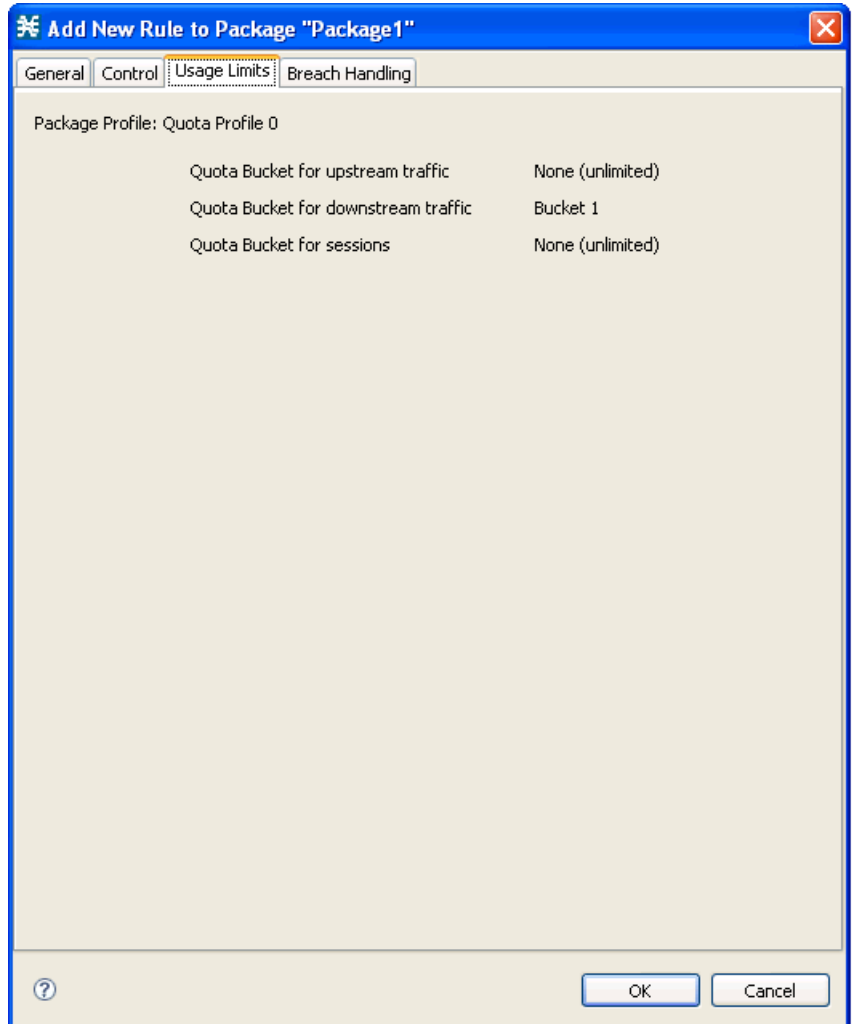 Add New Rule to Package "Package1"
General Control Usage Limits Breach Handling
Package Profile: Quota Profile 0
Quota Bucket for upstream traffic None (unlimited)
Quota Bucket for downstream traffic Bucket 1
Quota Bucket for sessions None (unlimited)
? OK Cancel